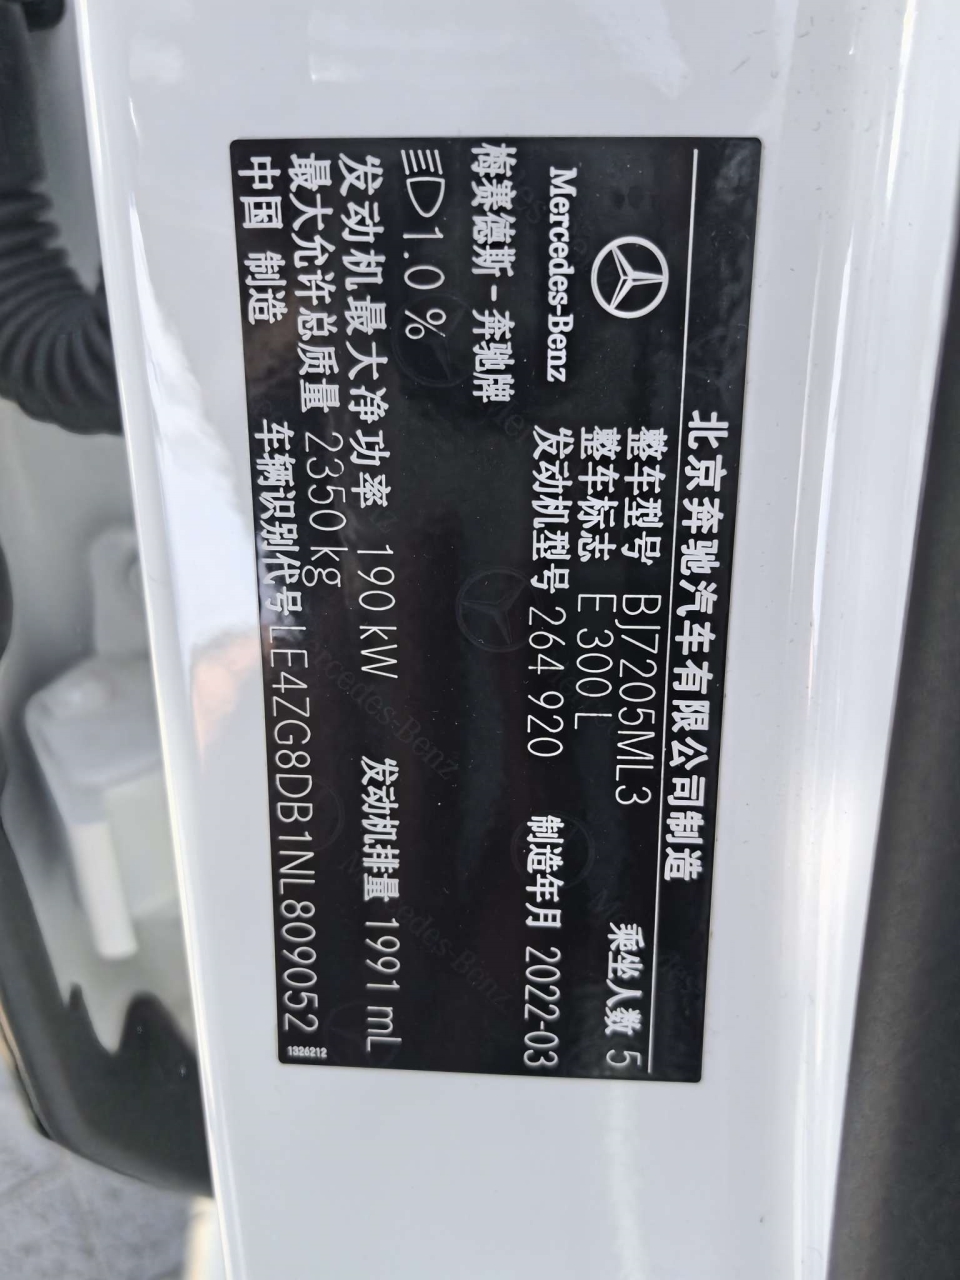 北京奔驰汽车有限公司制造
整车型号 BJ7205ML3 乘坐人数 5
整车标志 E 300 L
Mercedes-Benz 发动机型号 264 920 制造年月 2022-03
梅赛德斯-奔驰牌
1.0 %
发动机最大净功率 190 kW 发动机排量 1991 mL
最大允许总质量 2350 kg
中国 制造 车辆识别代号 LE4ZG8DB1NL809052
1326212